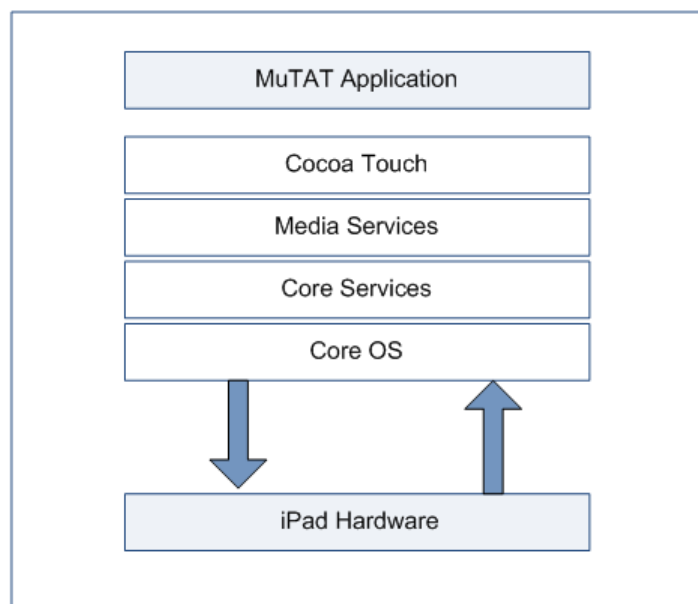 MuTAT Application
Cocoa Touch
Media Services
Core Services
Core OS
iPad Hardware